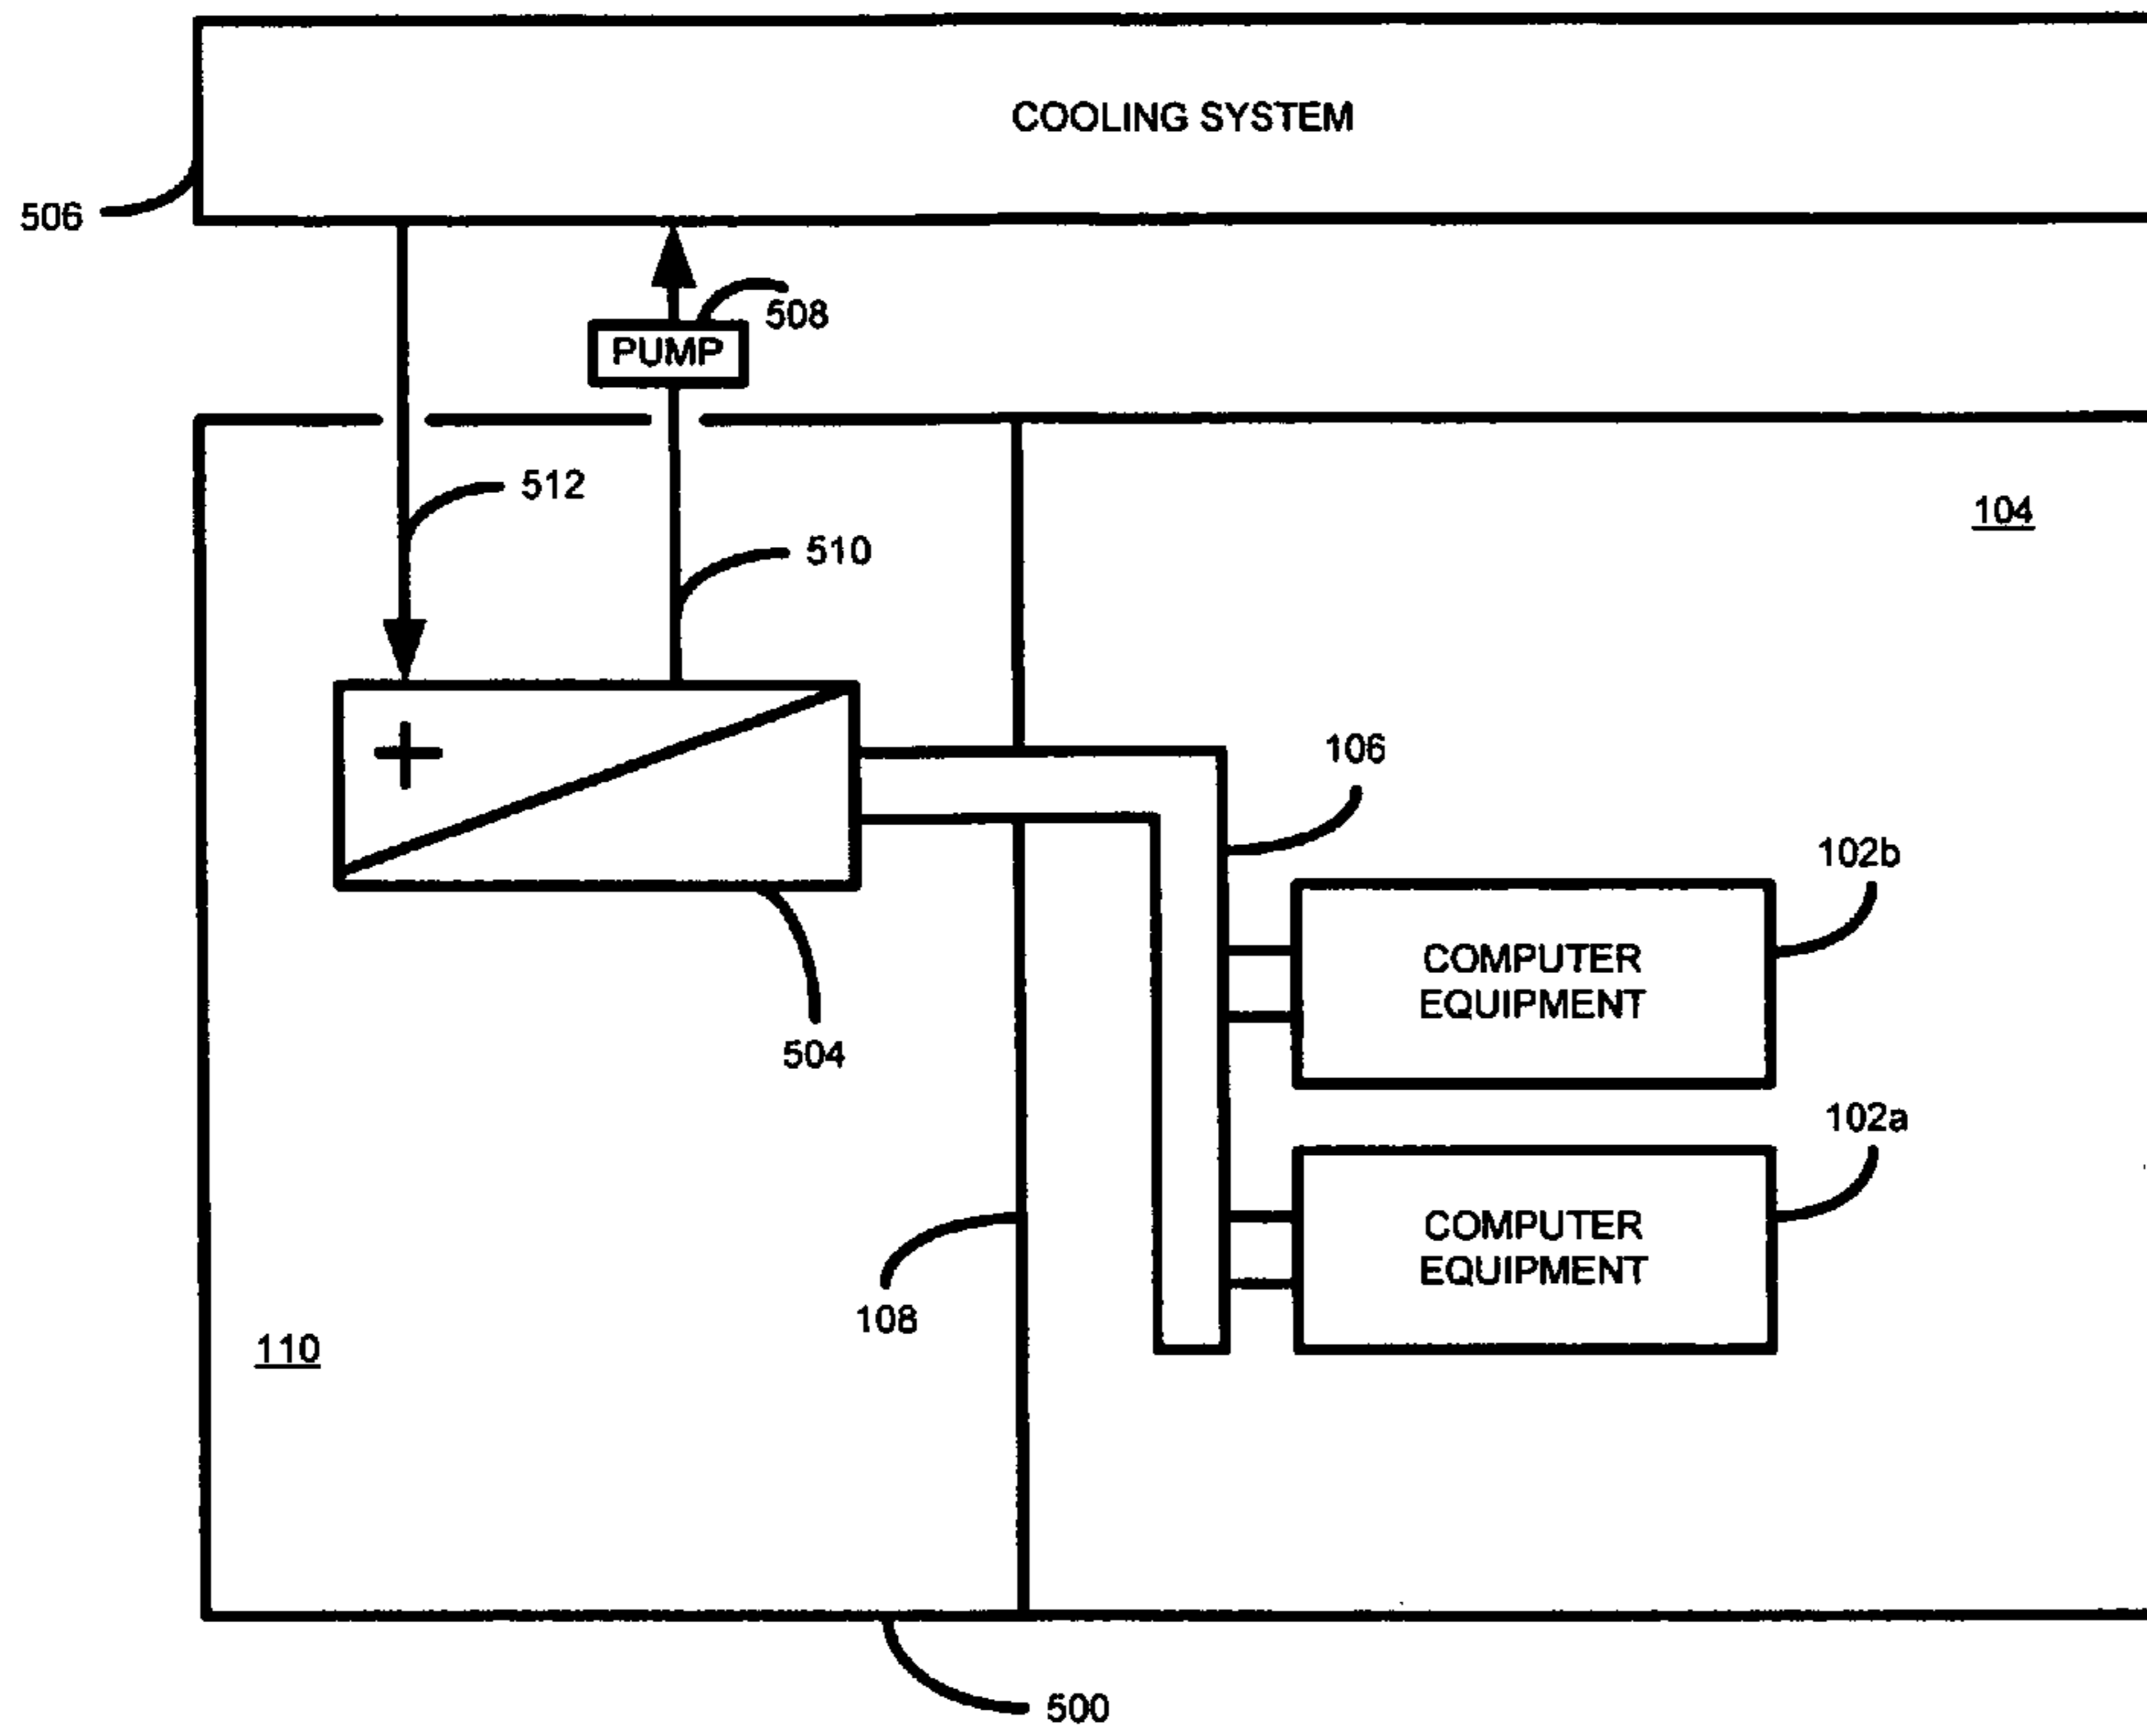 COOLING SYSTEM
506
508
PUMP
512
104
510
106
102b
COMPUTER
EQUIPMENT
504
102a
COMPUTER
EQUIPMENT
108
110
500